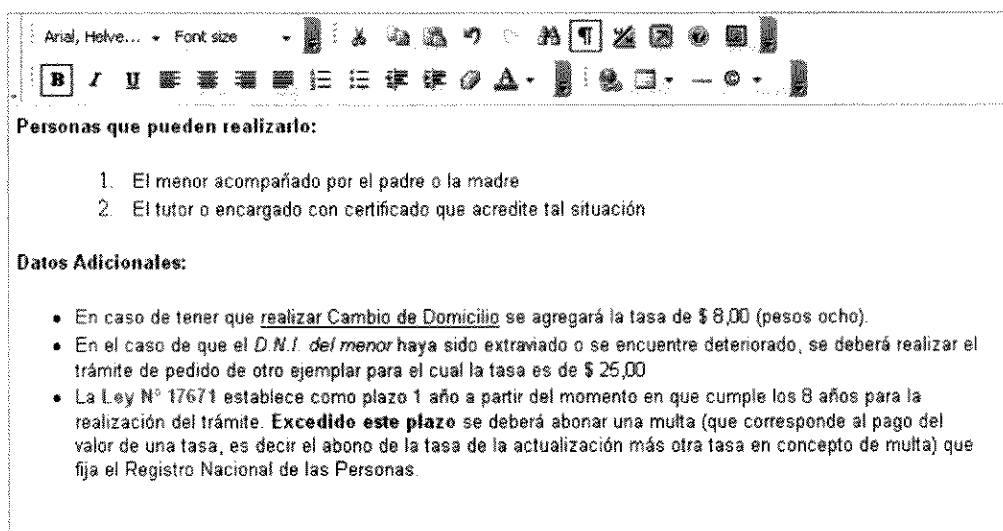 Arial, Helve... Font size
B I U A ©
Personas que pueden realizarlo:
1. El menor acompañado por el padre o la madre
2. El tutor o encargado con certificado que acredite tal situación
Datos Adicionales:
• En caso de tener que realizar Cambio de Domicilio se agregará la tasa de $ 8,00 (pesos ocho).
• En el caso de que el D.N.I. del menor haya sido extraviado o se encuentre deteriorado, se deberá realizar el
trámite de pedido de otro ejemplar para el cual la tasa es de $ 25,00
• La Ley Nº 17671 establece como plazo 1 año a partir del momento en que cumple los 8 años para la
realización del trámite. Excedido este plazo se deberá abonar una multa (que corresponde al pago del
valor de una tasa, es decir el abono de la tasa de la actualización más otra tasa en concepto de multa) que
fija el Registro Nacional de las Personas.